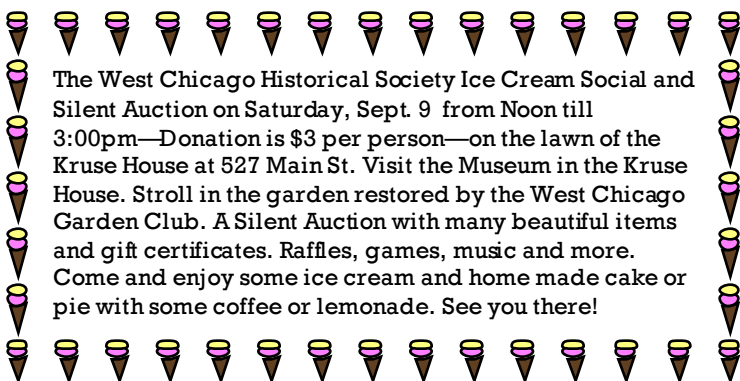 The West Chicago Historical Society Ice Cream Social and
Silent Auction on Saturday, Sept. 9 from Noon till
3:00pm—Donation is $3 per person—on the lawn of the
Kruse House at 527 Main St. Visit the Museum in the Kruse
House. Stroll in the garden restored by the West Chicago
Garden Club. A Silent Auction with many beautiful items
and gift certificates. Raffles, games, music and more.
Come and enjoy some ice cream and home made cake or
pie with some coffee or lemonade. See you there!